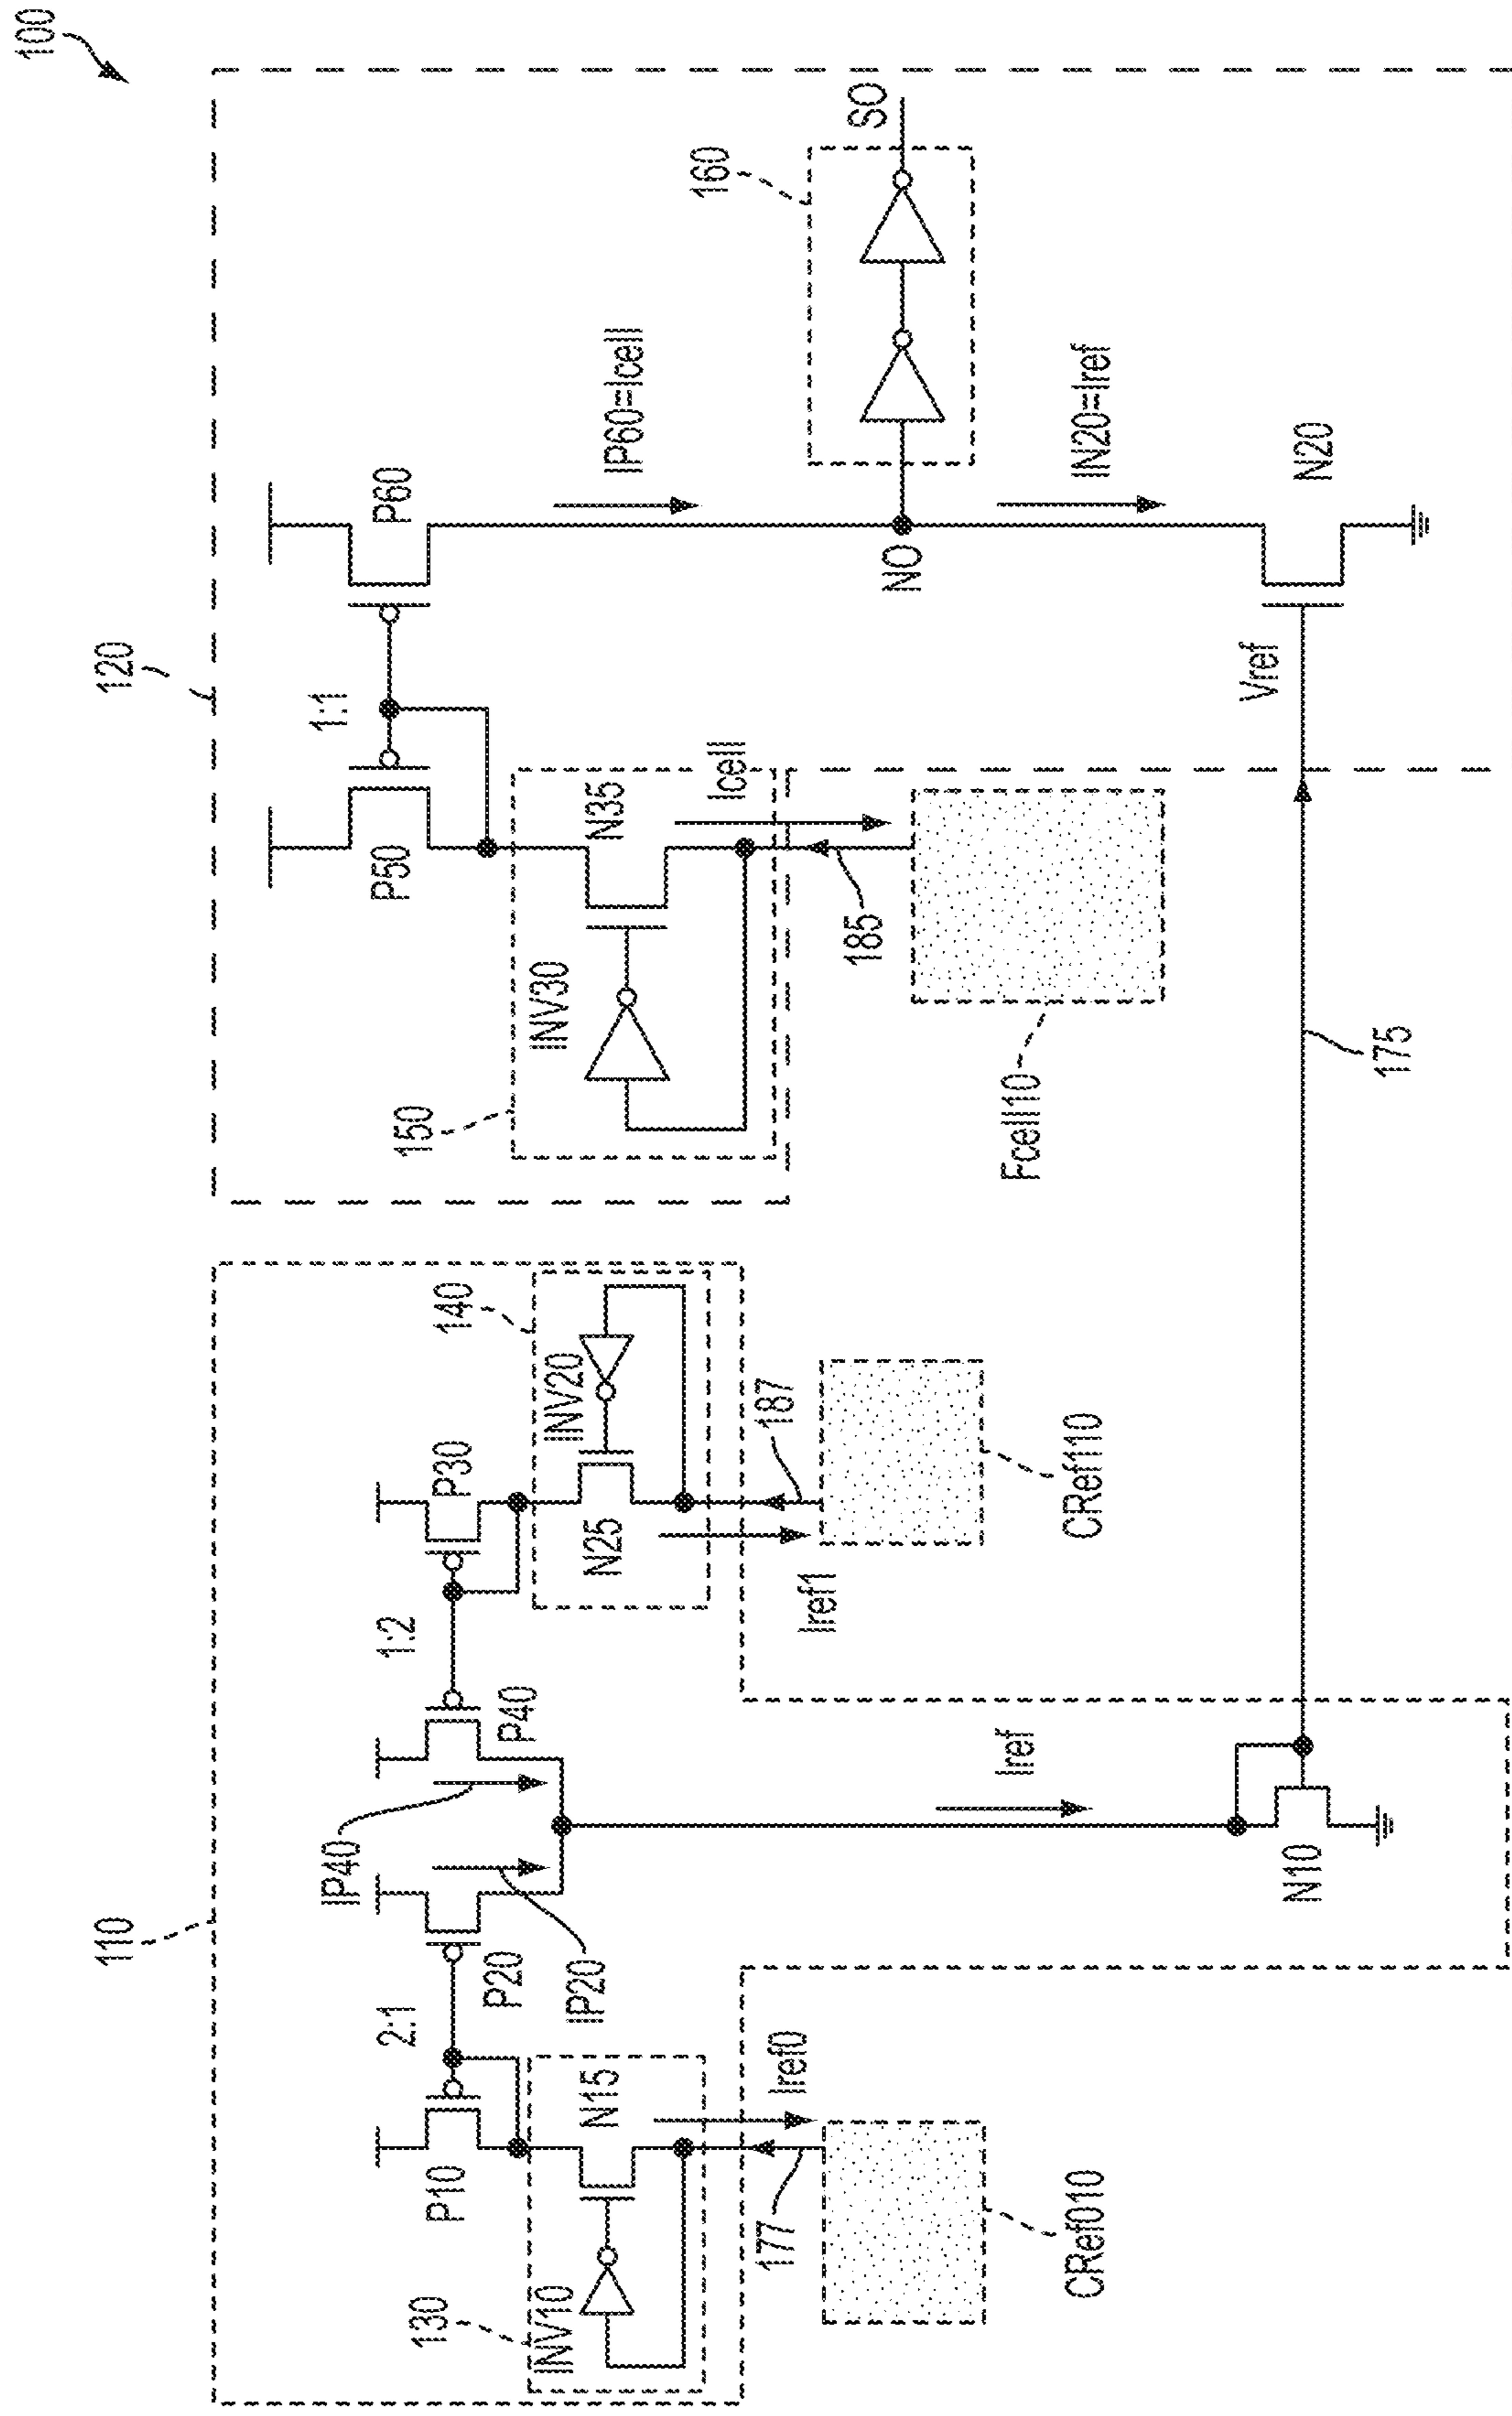 100
110
120
P10
2:1
P20
IP40
IP20
P40
1:2
P30
130
INV10
N15
INV20
N25
140
Iref0
177
CRef010
Iref1
187
CRef110
Iref
N10
175
P50
1:1
P60
150
INV30
N35
Icell
185
Fcell10
IP60=Icell
160
SO
NO
IN20=Iref
Vref
N20